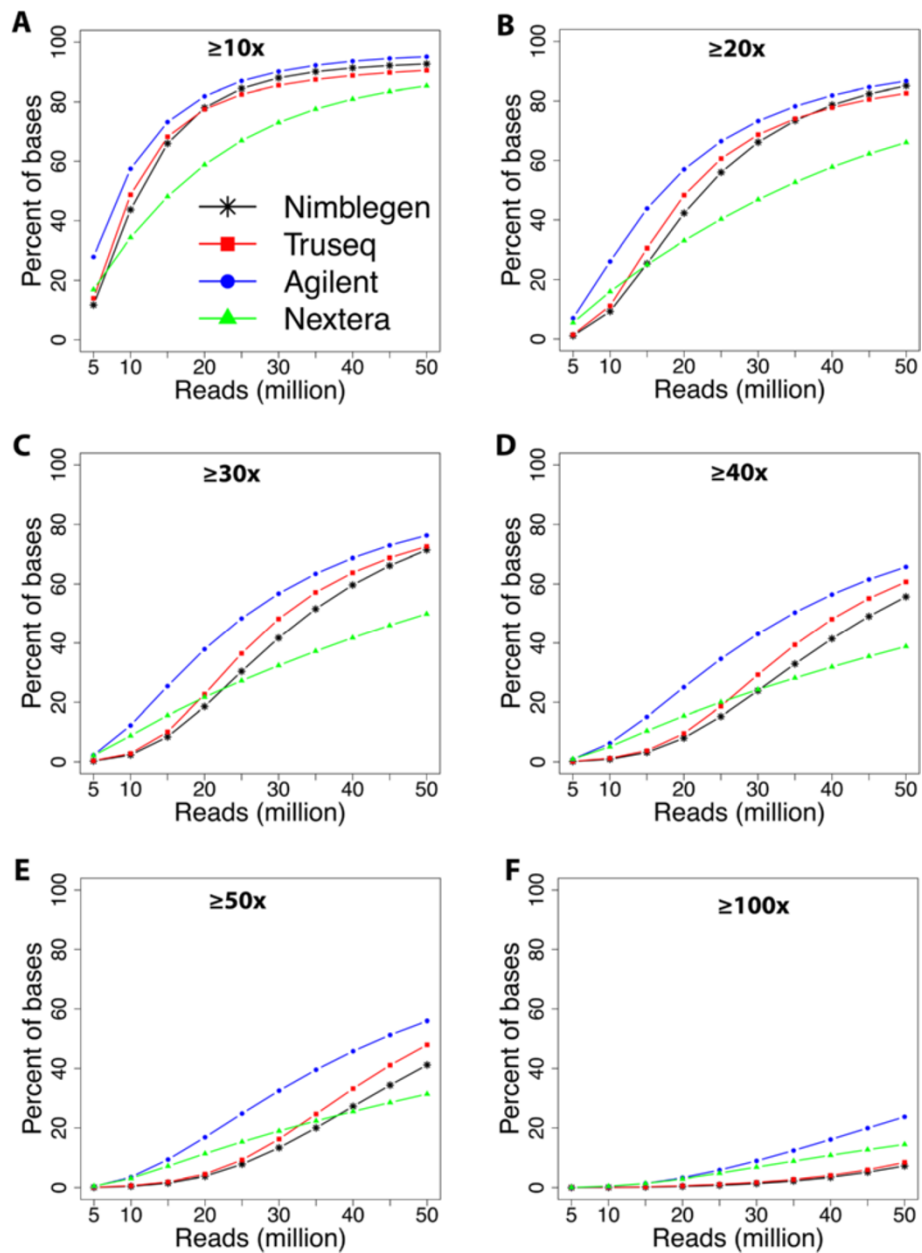 A
≥10x
Percent of bases
0 20 40 60 80 100
Nimblegen
Truseq
Agilent
Nextera
5 10 20 30 40 50
Reads (million)
B
≥20x
Percent of bases
0 20 40 60 80 100
5 10 20 30 40 50
Reads (million)
C
≥30x
Percent of bases
0 20 40 60 80 100
5 10 20 30 40 50
Reads (million)
D
≥40x
Percent of bases
0 20 40 60 80 100
5 10 20 30 40 50
Reads (million)
E
≥50x
Percent of bases
0 20 40 60 80 100
5 10 20 30 40 50
Reads (million)
F
≥100x
Percent of bases
0 20 40 60 80 100
5 10 20 30 40 50
Reads (million)